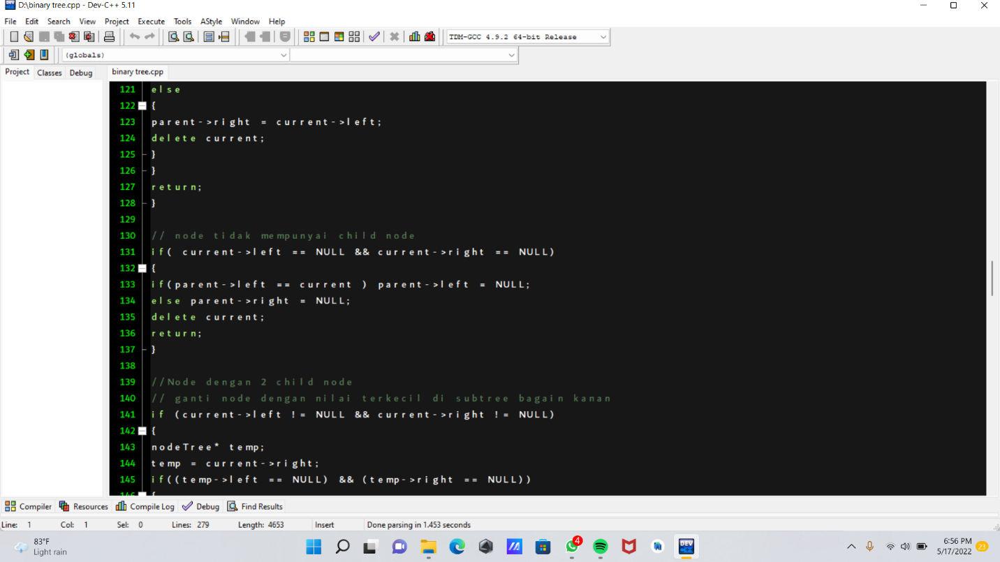 D:\binary tree.cpp - Dev-C++ 5.11
File Edit Search View Project Execute Tools AStyle Window Help
TDM-GCC 4.9.2 64-bit Release
(globals)
Project Classes Debug binary tree.cpp
121 else
122 {
123 parent->right = current->left;
124 delete current;
125 }
126 }
127 return;
128 }
129
130 // node tidak mempunyai child node
131 if( current->left == NULL && current->right == NULL)
132 {
133 if(parent->left == current ) parent->left = NULL;
134 else parent->right = NULL;
135 delete current;
136 return;
137 }
138
139 //Node dengan 2 child node
140 // ganti node dengan nilai terkecil di subtree bagain kanan
141 if (current->left != NULL && current->right != NULL)
142 {
143 nodeTree* temp;
144 temp = current->right;
145 if((temp->left == NULL) && (temp->right == NULL))
146 {
Compiler Resources Compile Log Debug Find Results
Line: 1 Col: 1 Sel: 0 Lines: 279 Length: 4653 Insert Done parsing in 1.453 seconds
83°F
Light rain
4
DEV
6:56 PM
5/17/2022
23